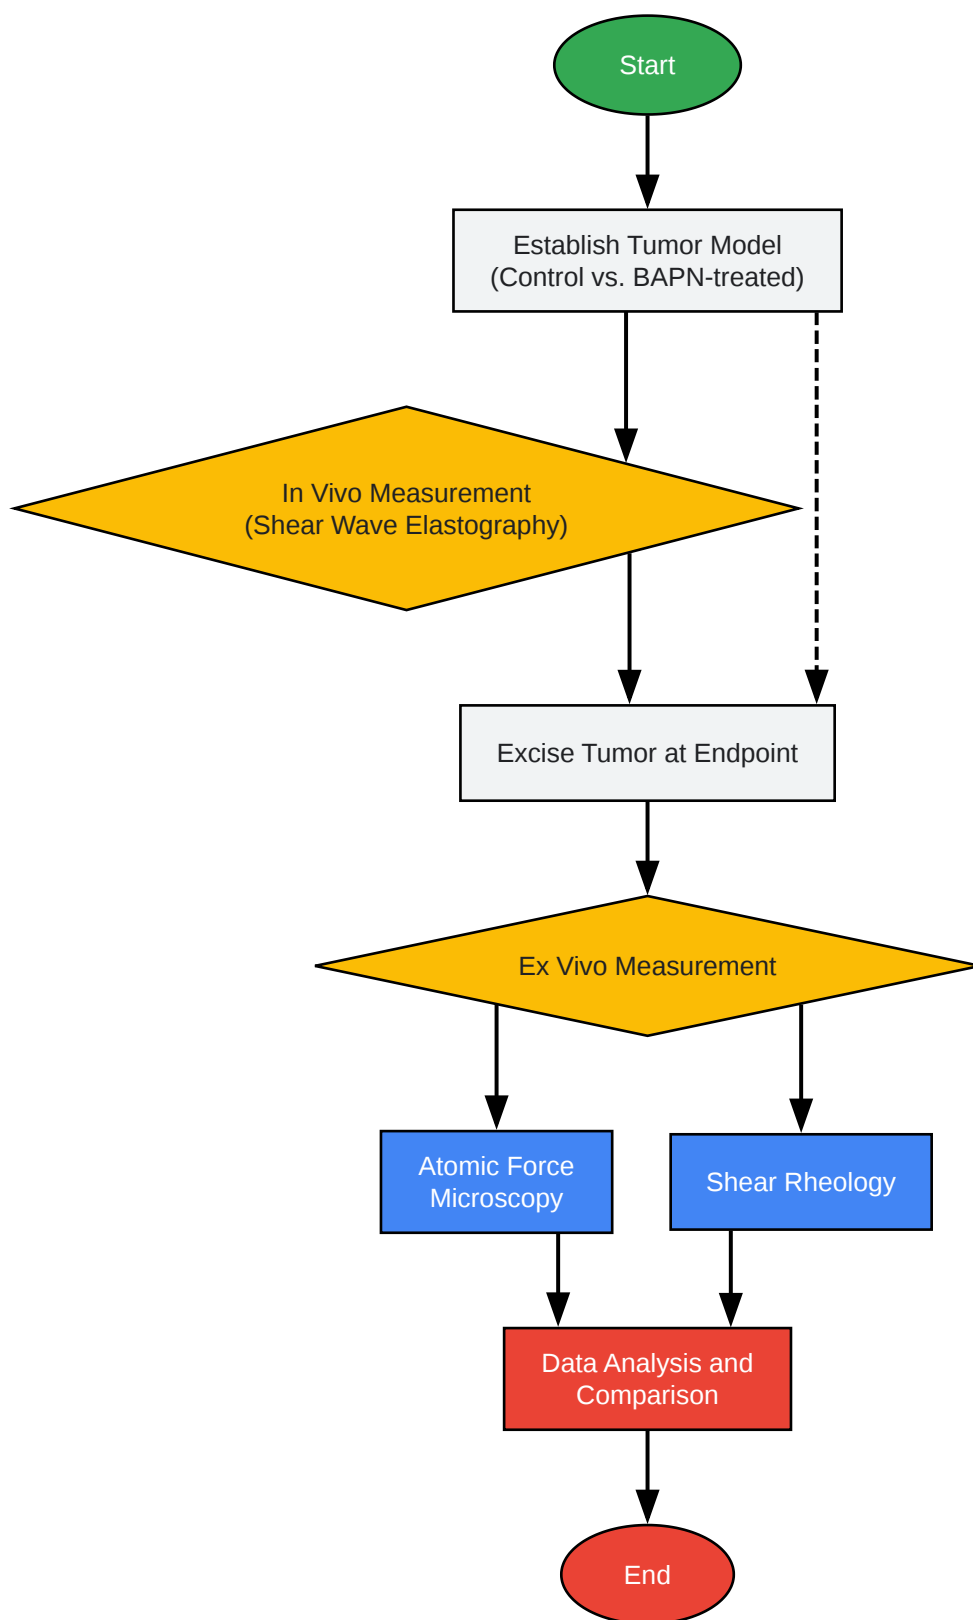 Start
Establish Tumor Model
(Control vs. BAPN-treated)
In Vivo Measurement
(Shear Wave Elastography)
Excise Tumor at Endpoint
Ex Vivo Measurement
Atomic Force
Microscopy
Shear Rheology
Data Analysis and
Comparison
End